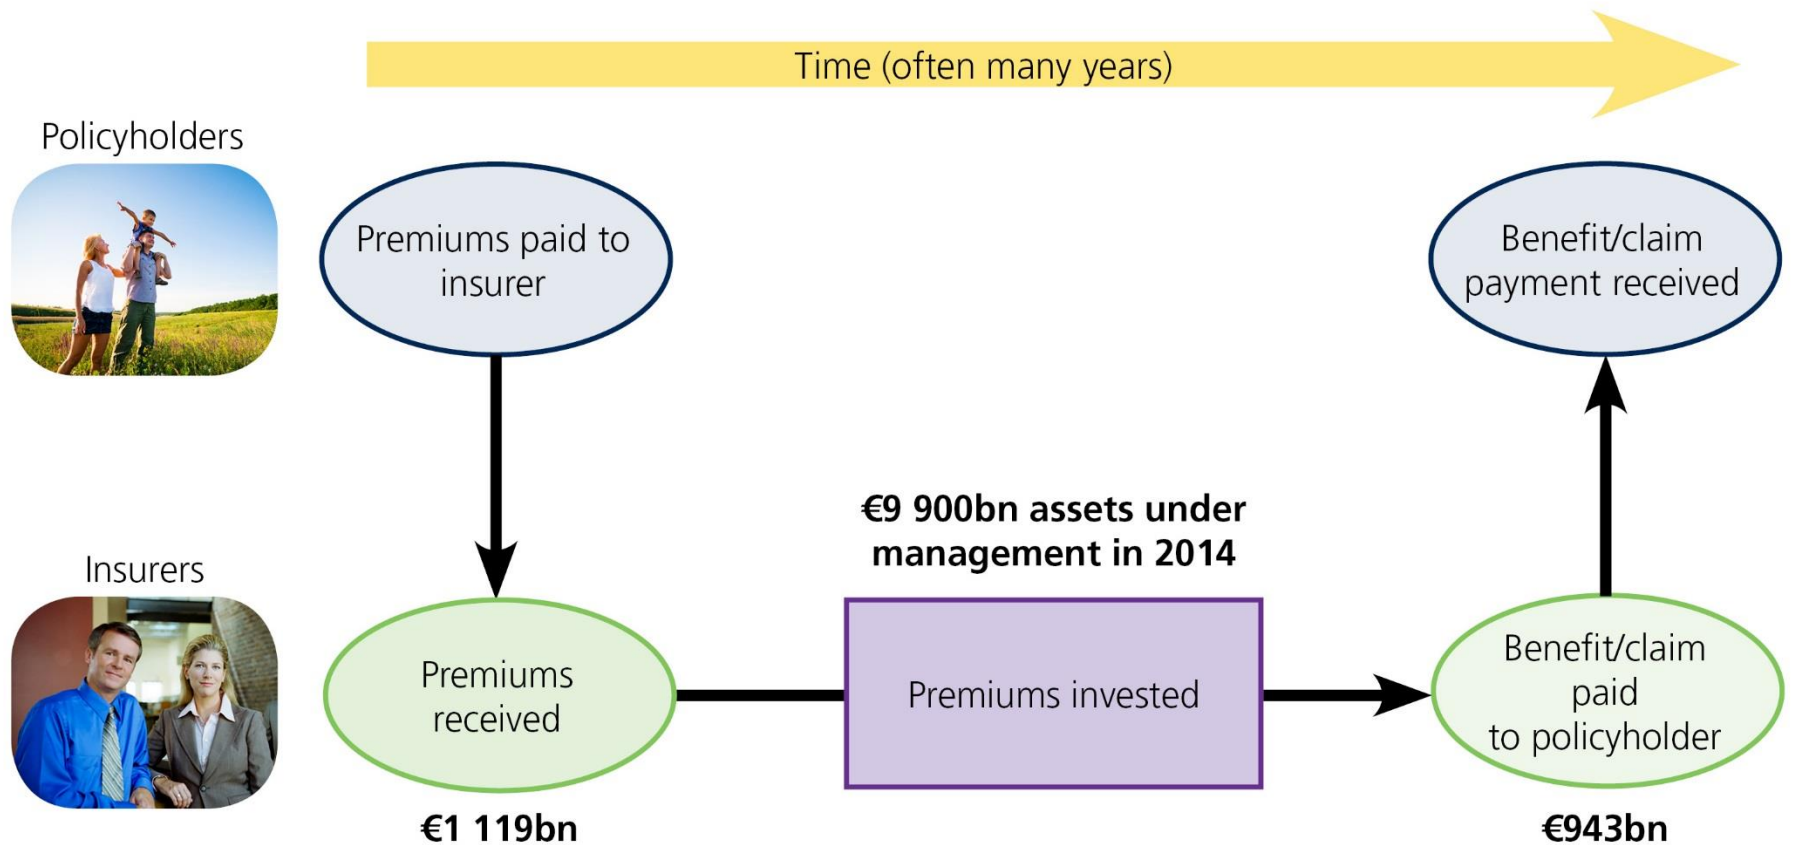 Time (often many years)
Policyholders
Premiums paid to
insurer
Benefit/claim
payment received
€9 900bn assets under
management in 2014
Insurers
Premiums
received
Premiums invested
Benefit/claim
paid
to policyholder
€1 119bn
€943bn